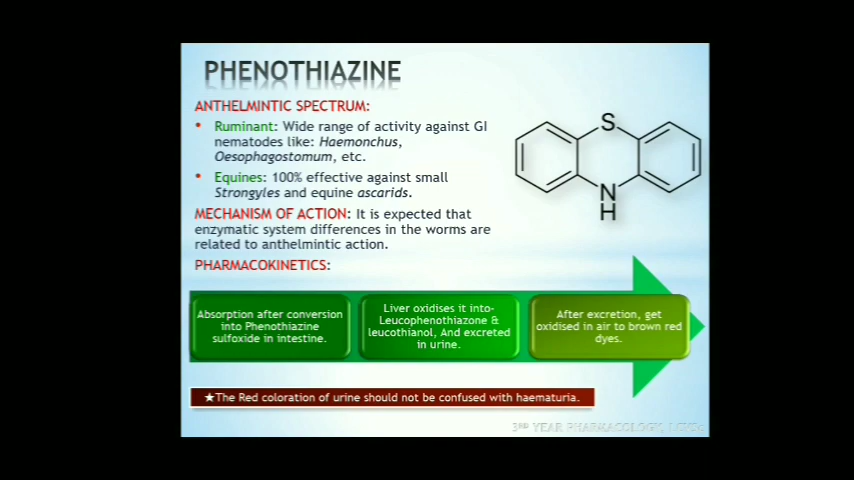 PHENOTHIAZINE
ANTHELMINTIC SPECTRUM:
• Ruminant: Wide range of activity against GI
nematodes like: Haemonchus,
Oesophagostomum, etc.
• Equines: 100% effective against small
Strongyles and equine ascarids.
MECHANISM OF ACTION: It is expected that
enzymatic system differences in the worms are
related to anthelmintic action.
PHARMACOKINETICS:
S
N
H
Absorption after conversion
into Phenothiazine
sulfoxide in intestine.
Liver oxidises it into-
Leucophenothiazone &
leucothianol, And excreted
in urine.
After excretion, get
oxidised in air to brown red
dyes.
★The Red coloration of urine should not be confused with haematuria.
3RD YEAR PHARMACOLOGY,